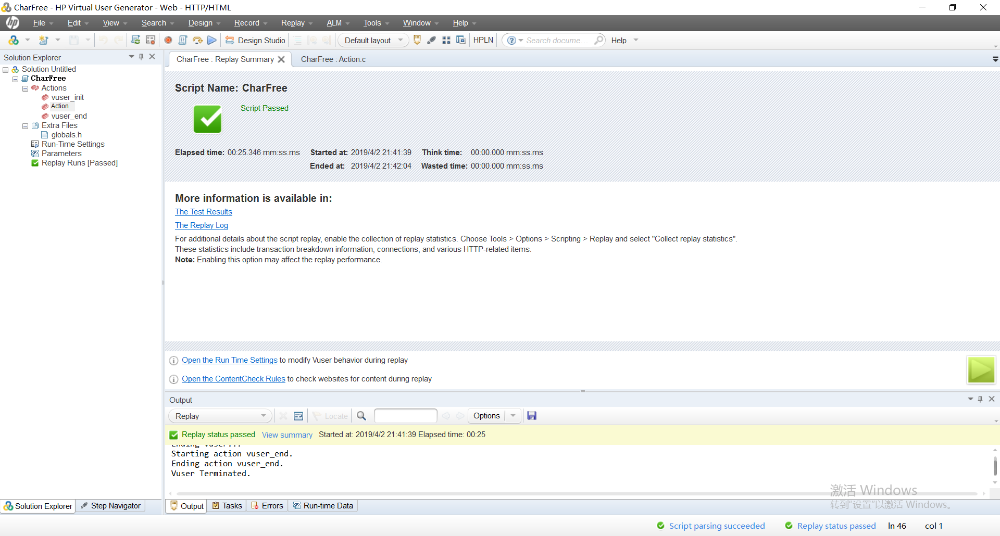 CharFree - HP Virtual User Generator - Web - HTTP/HTML
hp File Edit View Search Design Record Replay ALM Tools Window Help
Design Studio Default layout HPLN Search docume... Help
Solution Explorer
Solution Untitled
CharFree
Actions
vuser_init
Action
vuser_end
Extra Files
globals.h
Run-Time Settings
Parameters
Replay Runs [Passed]
CharFree : Replay Summary CharFree : Action.c
Script Name: CharFree
Script Passed
Elapsed time: 00:25.346 mm:ss.ms Started at: 2019/4/2 21:41:39 Think time: 00:00.000 mm:ss.ms
Ended at: 2019/4/2 21:42:04 Wasted time: 00:00.000 mm:ss.ms
More information is available in:
The Test Results
The Replay Log
For additional details about the script replay, enable the collection of replay statistics. Choose Tools > Options > Scripting > Replay and select "Collect replay statistics".
These statistics include transaction breakdown information, connections, and various HTTP-related items.
Note: Enabling this option may affect the replay performance.
Open the Run Time Settings to modify Vuser behavior during replay
Open the ContentCheck Rules to check websites for content during replay
Output
Replay Locate Options
Replay status passed View summary Started at: 2019/4/2 21:41:39 Elapsed time: 00:25
Ending Vuser...
Starting action vuser_end.
Ending action vuser_end.
Vuser Terminated.
激活 Windows
转到"设置"以激活 Windows。
Solution Explorer Step Navigator Output Tasks Errors Run-time Data
Script parsing succeeded Replay status passed ln 46 col 1